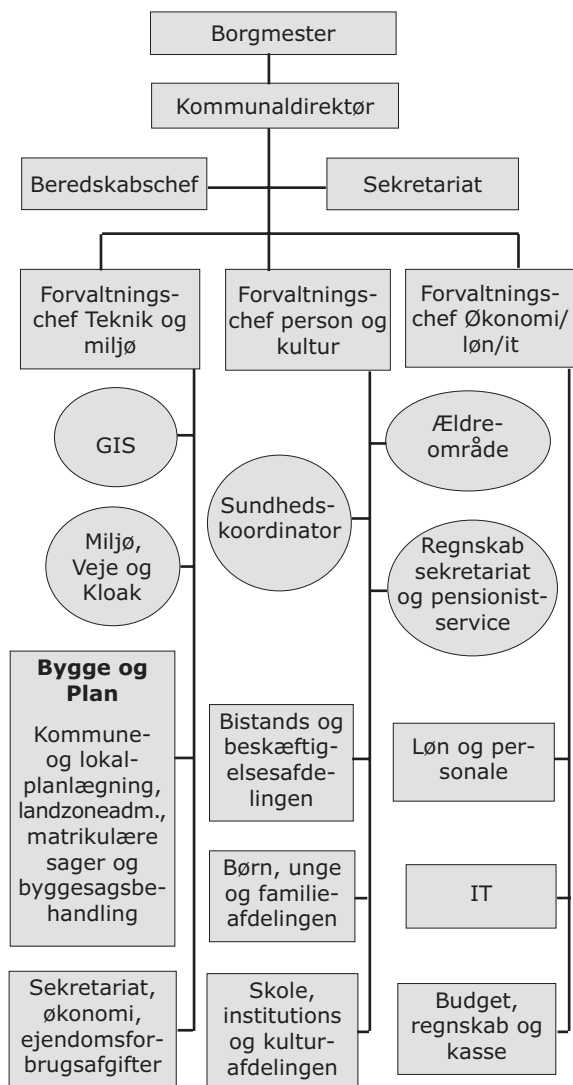 Borgmester
Kommunaldirektør
Beredskabschef
Sekretariat
Forvaltnings-
chef Teknik og
miljø
Forvaltning-
chef person og
kultur
Forvaltning-
chef Økonomi/
løn/it
GIS
Miljø,
Veje og
Kloak
Bygge og
Plan
Kommune-
og lokal-
planlægning,
landzoneadm.,
matrikulære
sager og
byggesagsbe-
handling
Sekretariat,
økonomi,
ejendomsfor-
brugsafgifter
Ældre-
område
Sundheds-
koordinator
Regnskab
sekretariat
og pensionist-
service
Bistands og
beskæftig-
elsesafde-
lingen
Børn, unge
og familie-
afdelingen
Skole,
institutions
og kultur-
afdelingen
Løn og per-
sonale
IT
Budget,
regnskab og
kasse